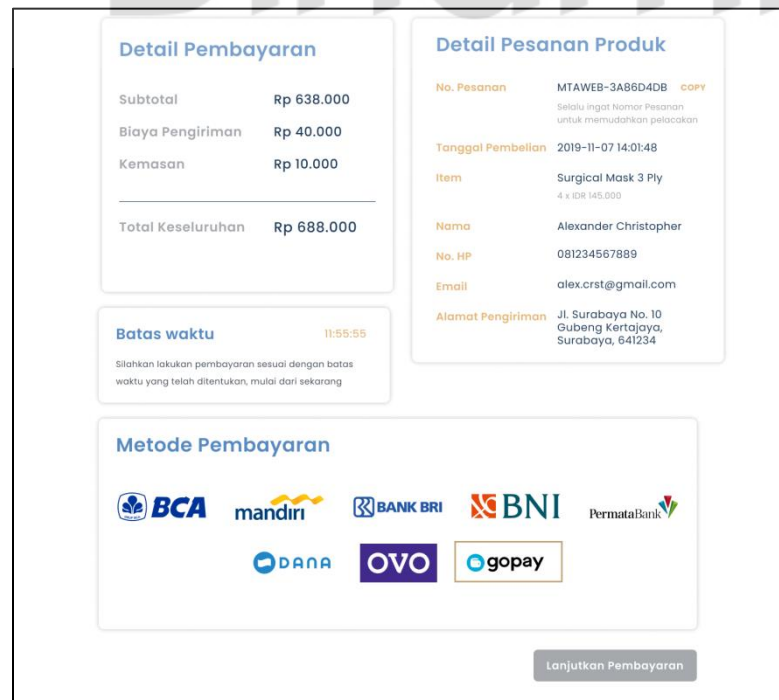 Detail Pembayaran
Subtotal Rp 638.000
Biaya Pengiriman Rp 40.000
Kemasan Rp 10.000
Total Keseluruhan Rp 688.000
Detail Pesanan Produk
No. Pesanan MTAWEB-3A86D4DB COPY
Selalu ingat Nomor Pesanan
untuk memudahkan pelacakan
Tanggal Pembelian 2019-11-07 14:01:48
Item Surgical Mask 3 Ply
4 x IDR 145.000
Nama Alexander Christopher
No. HP 081234567889
Email alex.crst@gmail.com
Alamat Pengiriman Jl. Surabaya No. 10
Gubeng Kertajaya,
Surabaya, 641234
Batas waktu 11:55:55
Silahkan lakukan pembayaran sesuai dengan batas
waktu yang telah ditentukan, mulai dari sekarang
Metode Pembayaran
BCA mandiri BANK BRI BNI PermataBank
DANA OVO gopay
Lanjutkan Pembayaran